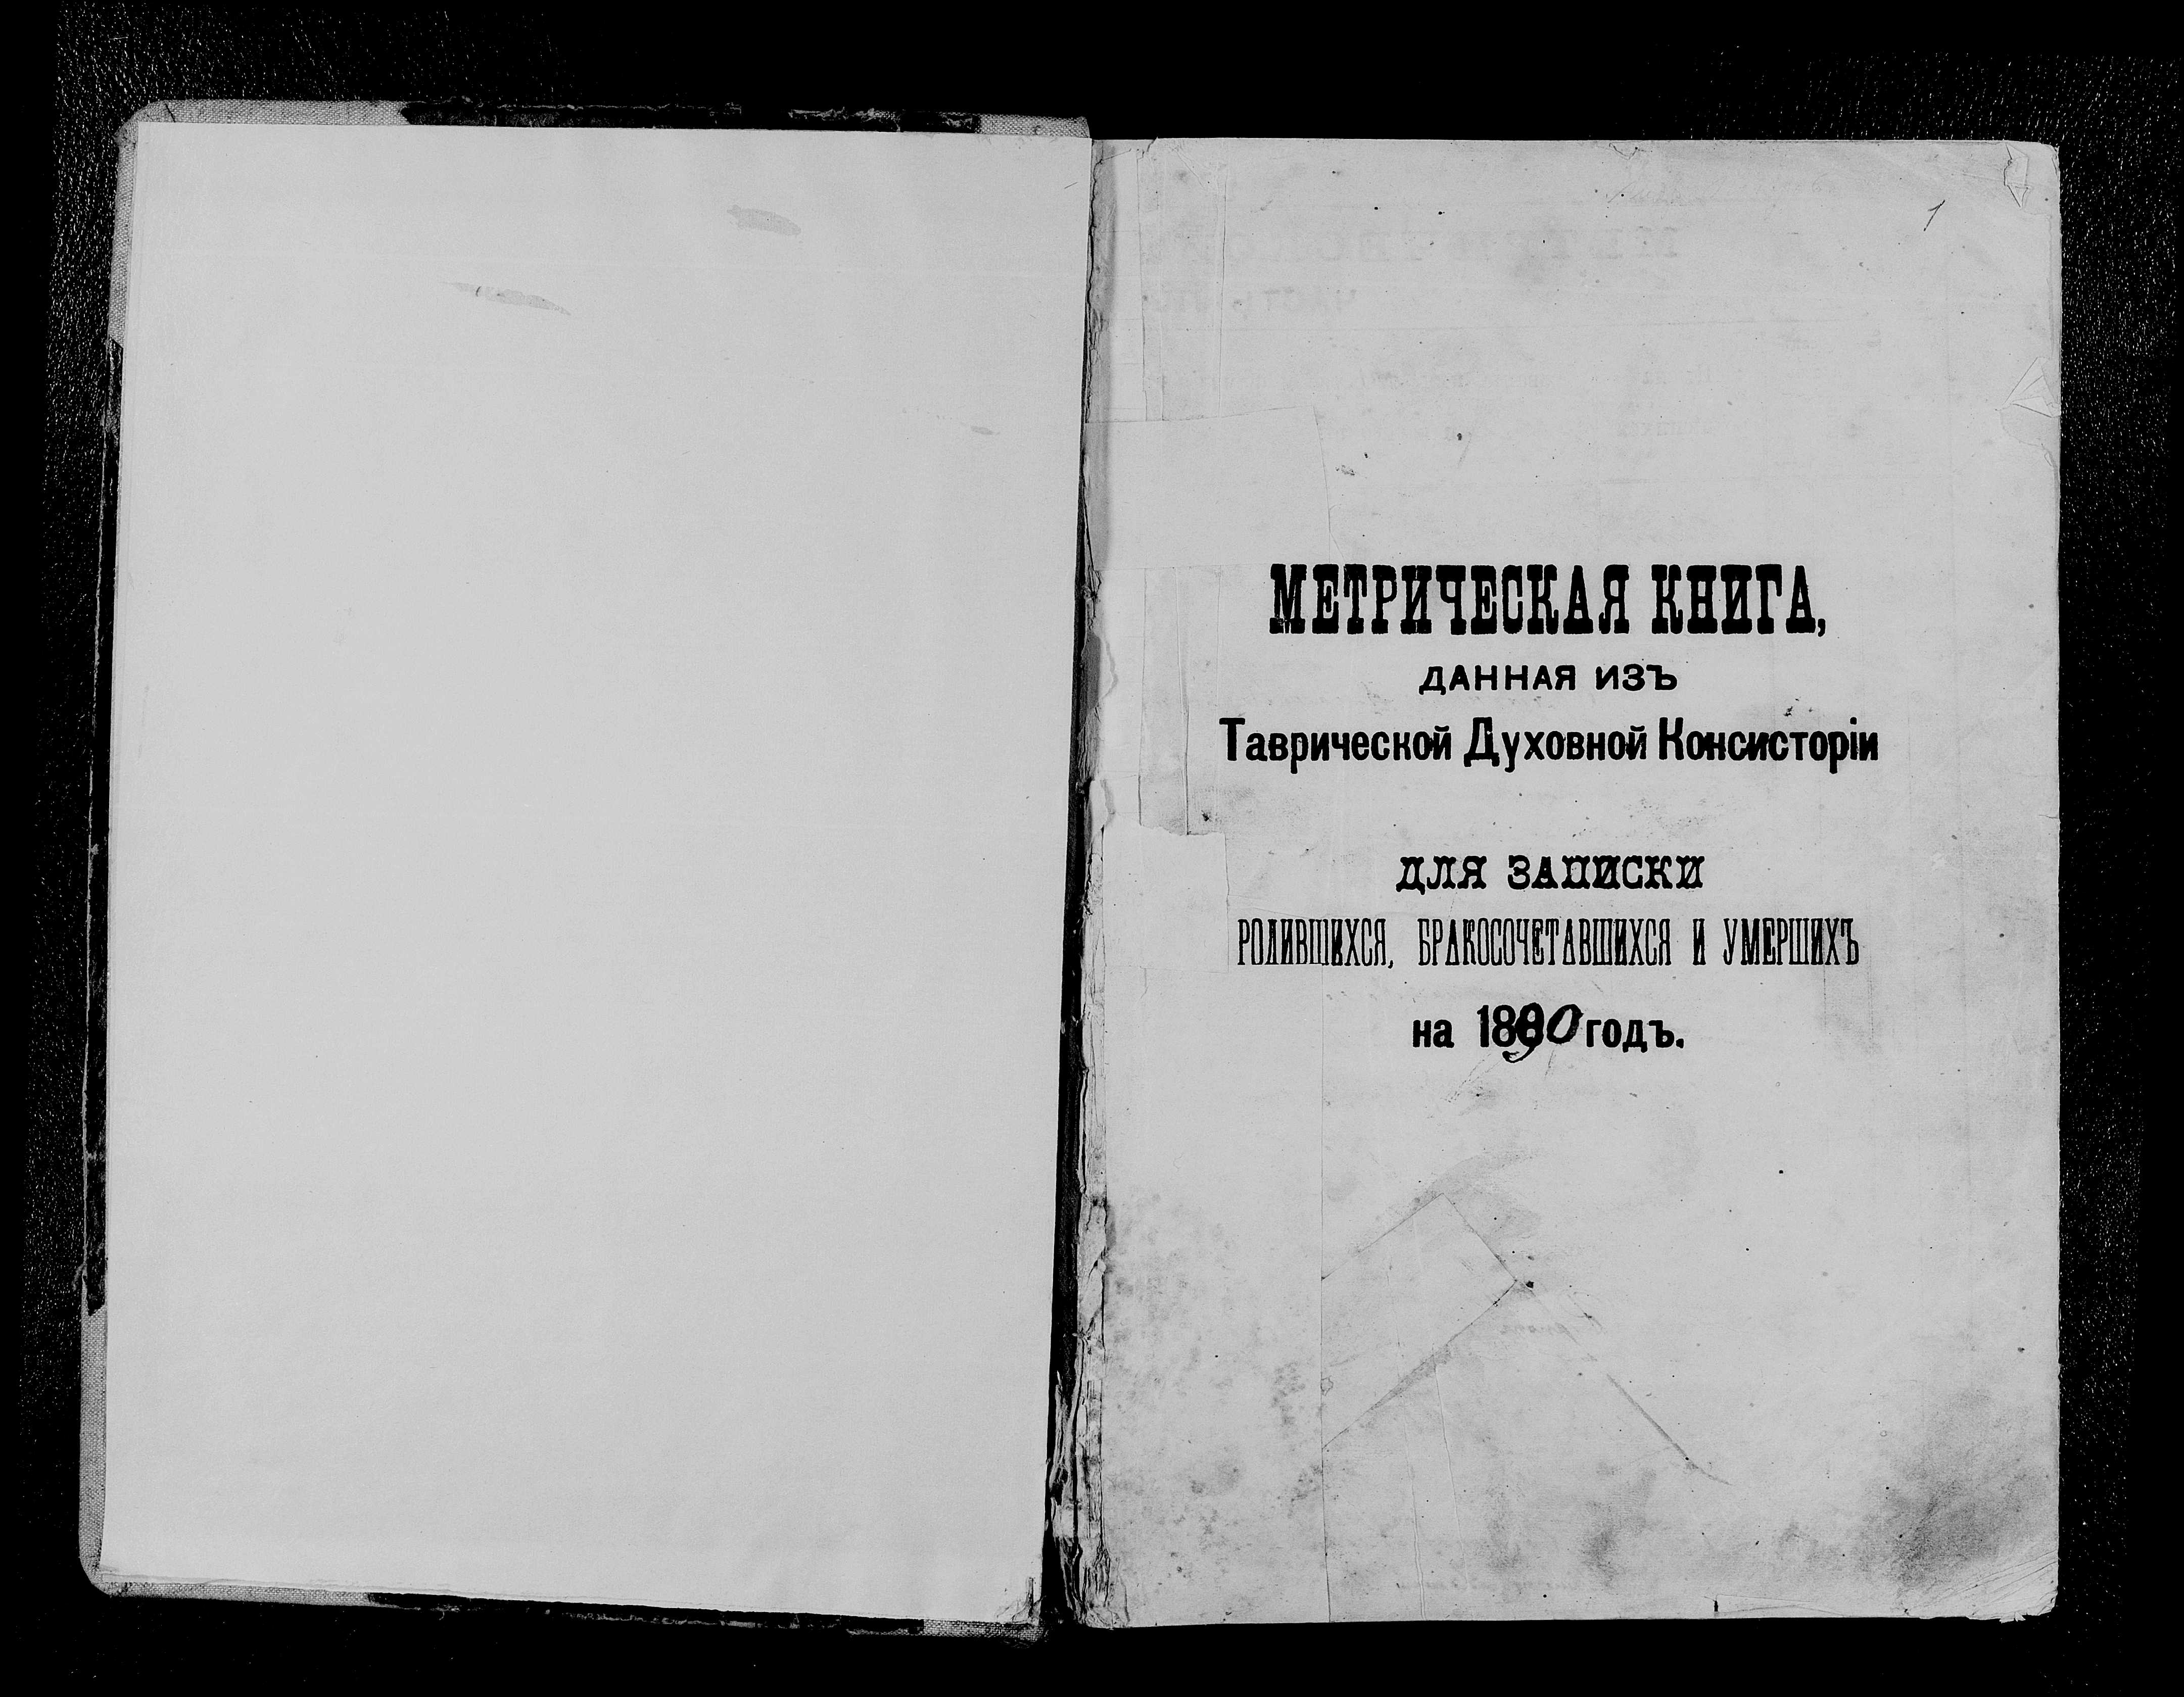 1
МЕТРИЧЕСКАЯ КНИГА,
ДАННАЯ ИЗЪ
Таврической Духовной Консисторіи
ДЛЯ ЗАПИСКИ
РОДИВШИХСЯ, БРАКОСОЧЕТАВШИХСЯ И УМЕРШИХЪ
на 1890 годъ.